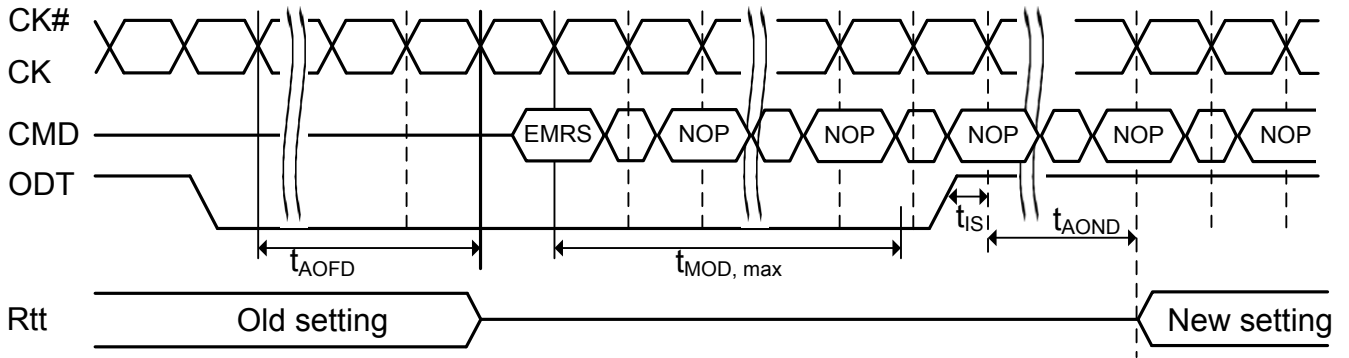 CK#
CK
CMD EMRS NOP NOP NOP NOP NOP
ODT
tIS tAOND
tAOFD tMOD, max
Rtt Old setting New setting